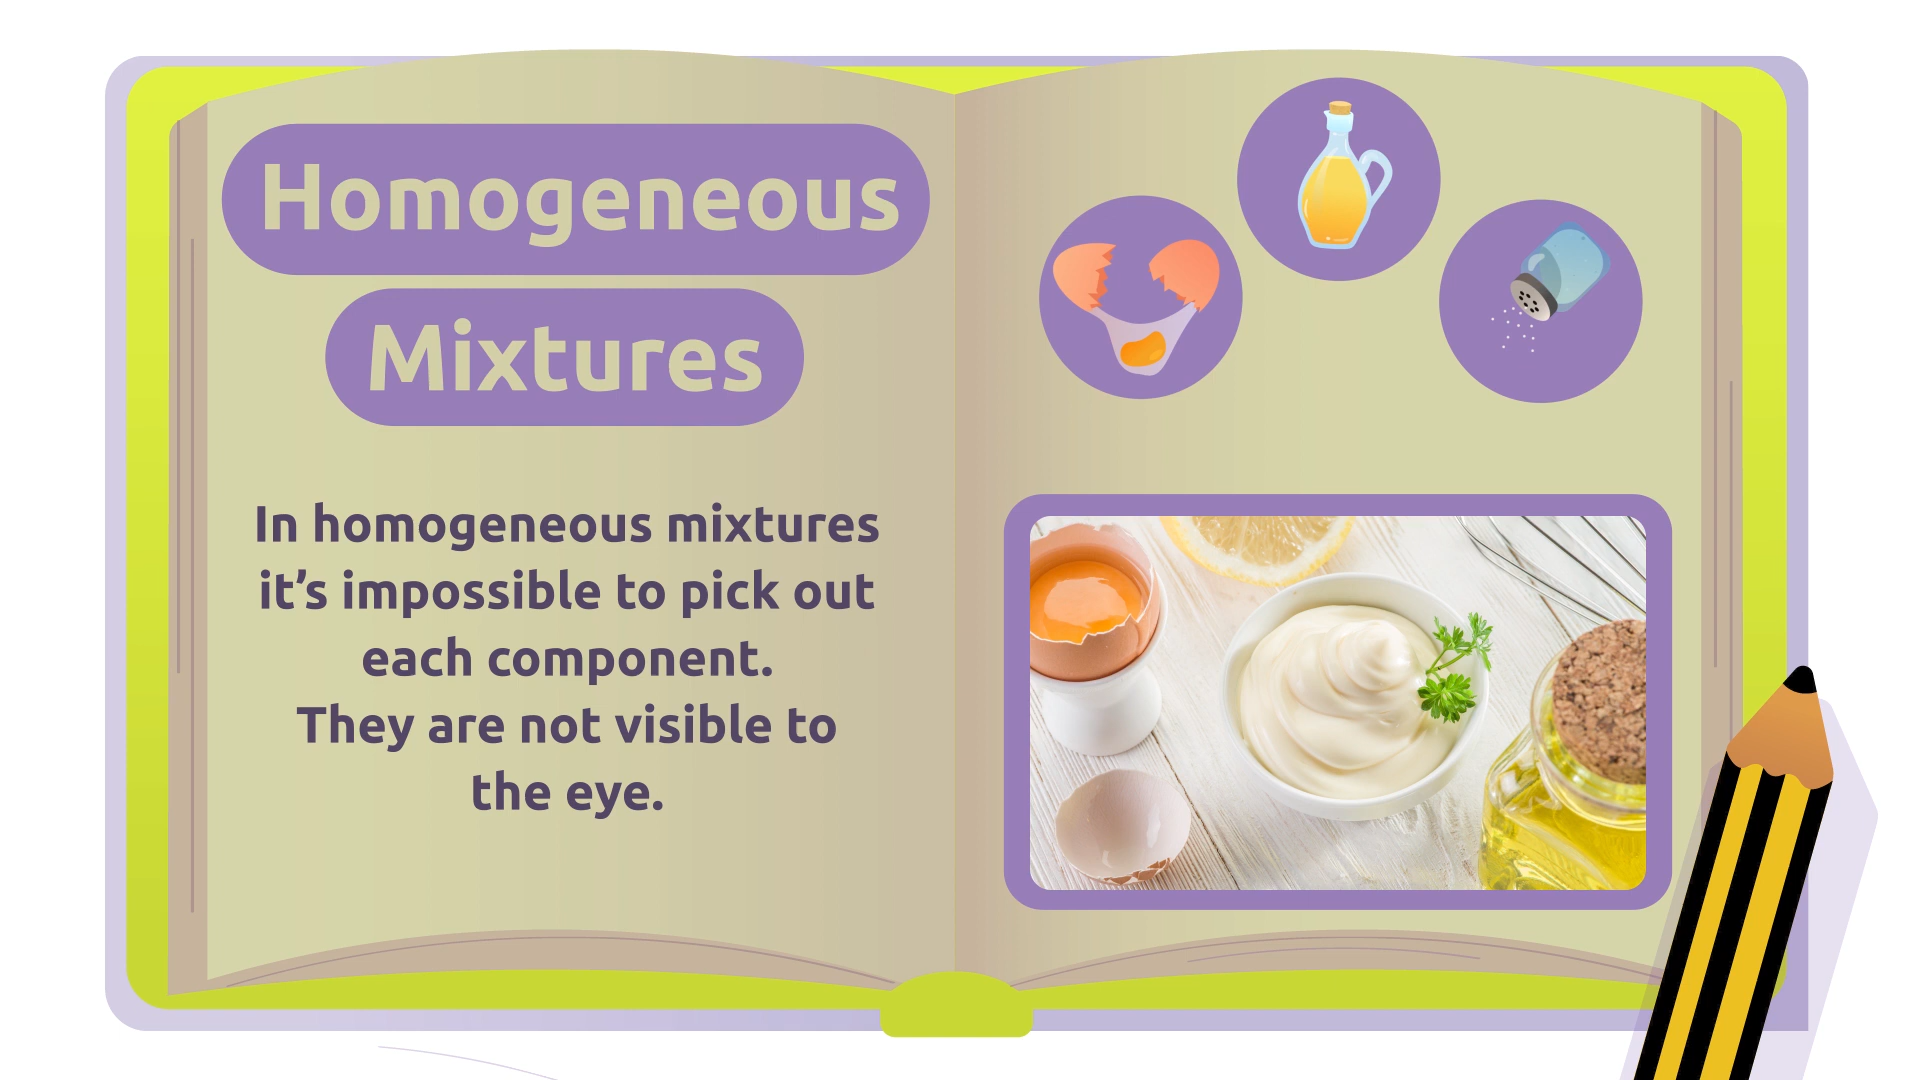 Homogeneous
Mixtures
In homogeneous mixtures
it’s impossible to pick out
each component.
They are not visible to
the eye.